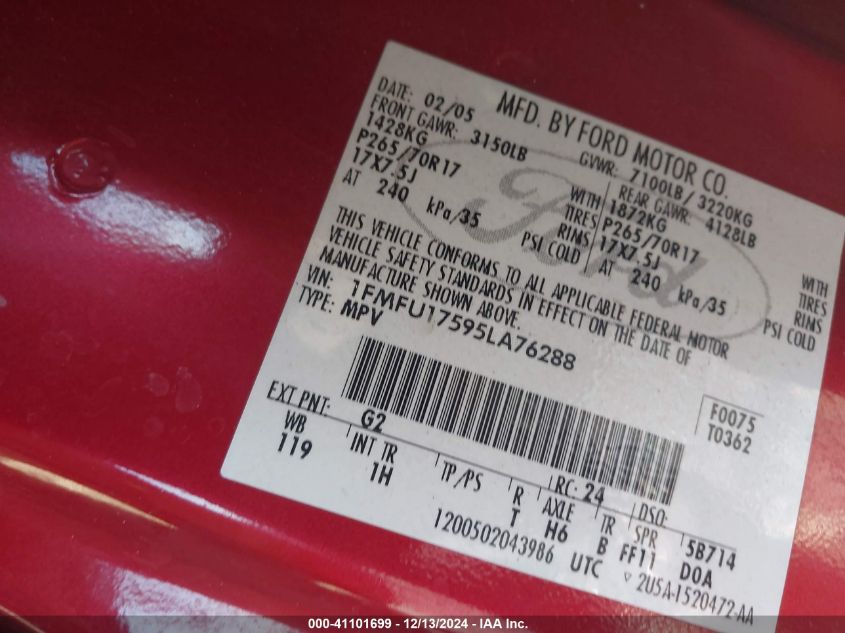 MFD. BY FORD MOTOR CO.
DATE: 02/05 GVWR: 7100LB / 3220KG
FRONT GAWR: 3150LB REAR GAWR: 4128LB
1428KG WITH 1872KG WITH
P265/70R17 TIRES P265/70R17 TIRES
17X7.5J RIMS 17X7.5J RIMS
AT 240 kPa/35 PSI COLD AT 240 kPa/35 PSI COLD
THIS VEHICLE CONFORMS TO ALL APPLICABLE FEDERAL MOTOR
VEHICLE SAFETY STANDARDS IN EFFECT ON THE DATE OF
MANUFACTURE SHOWN ABOVE.
VIN: 1FMFU17595LA76288
TYPE: MPV
Ford
F0075
T0362
EXT PNT: G2 RC: 24 DSO:
WB INT TR TP/PS R AXLE TR SPR 5B714
119 1H T H6 B FF11 DOA
1200502043986 UTC ▽ 2U5A-1520472-AA
000-41101699 - 12/13/2024 - IAA Inc.